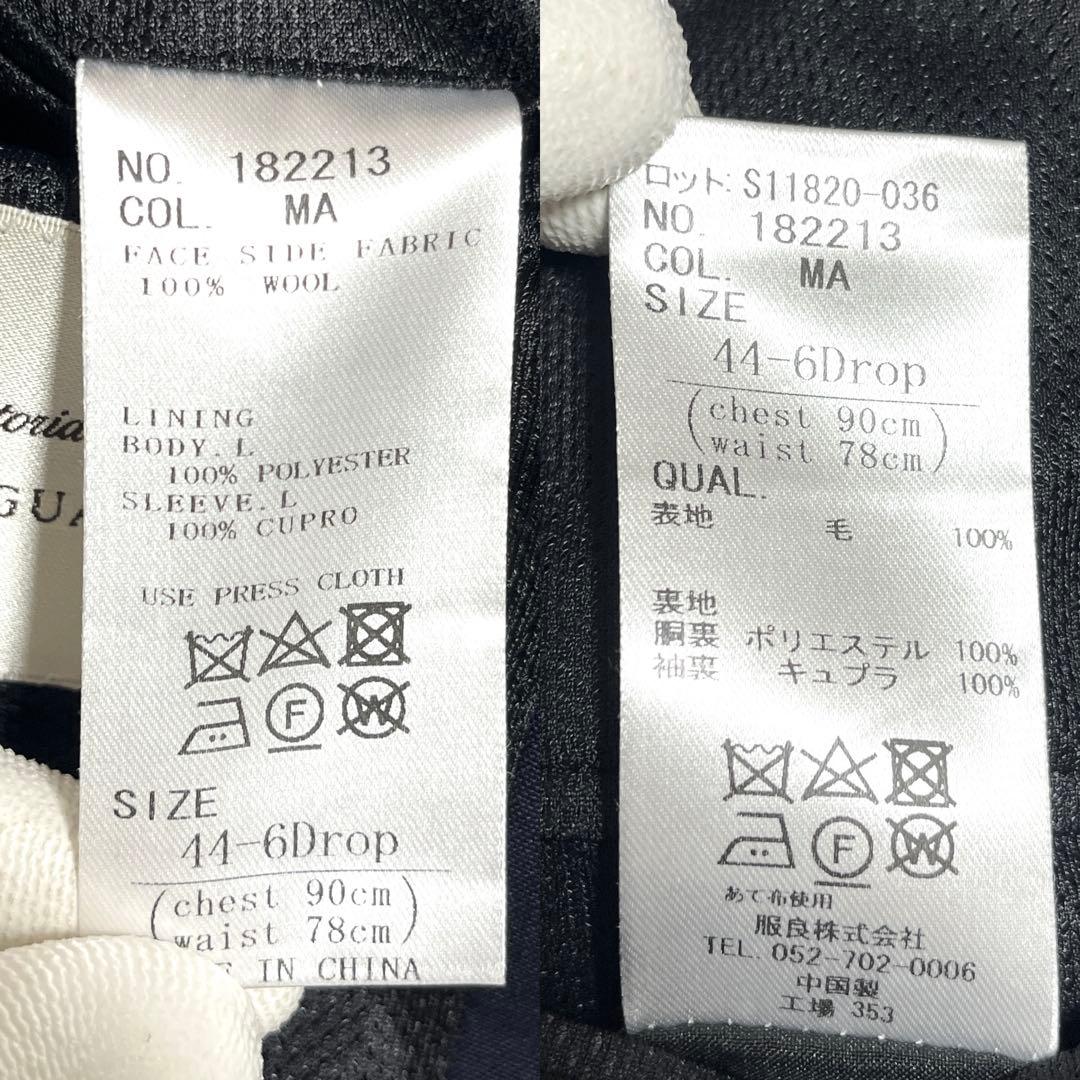 NO. 182213
COL. MA
FACE SIDE FABRIC
100% WOOL
LINING
BODY. L
100% POLYESTER
SLEEVE. L
100% CUPRO
USE PRESS CLOTH
F
W
SIZE
44-6Drop
(chest 90cm
waist 78cm)
IN CHINA
ロット: S11820-036
NO. 182213
COL. MA
SIZE
44-6Drop
(chest 90cm
waist 78cm)
QUAL.
表地 毛 100%
裏地
胴裏 ポリエステル 100%
袖裏 キュプラ 100%
F
W
あて布使用
服良株式会社
TEL. 052-702-0006
中国製
工場 353